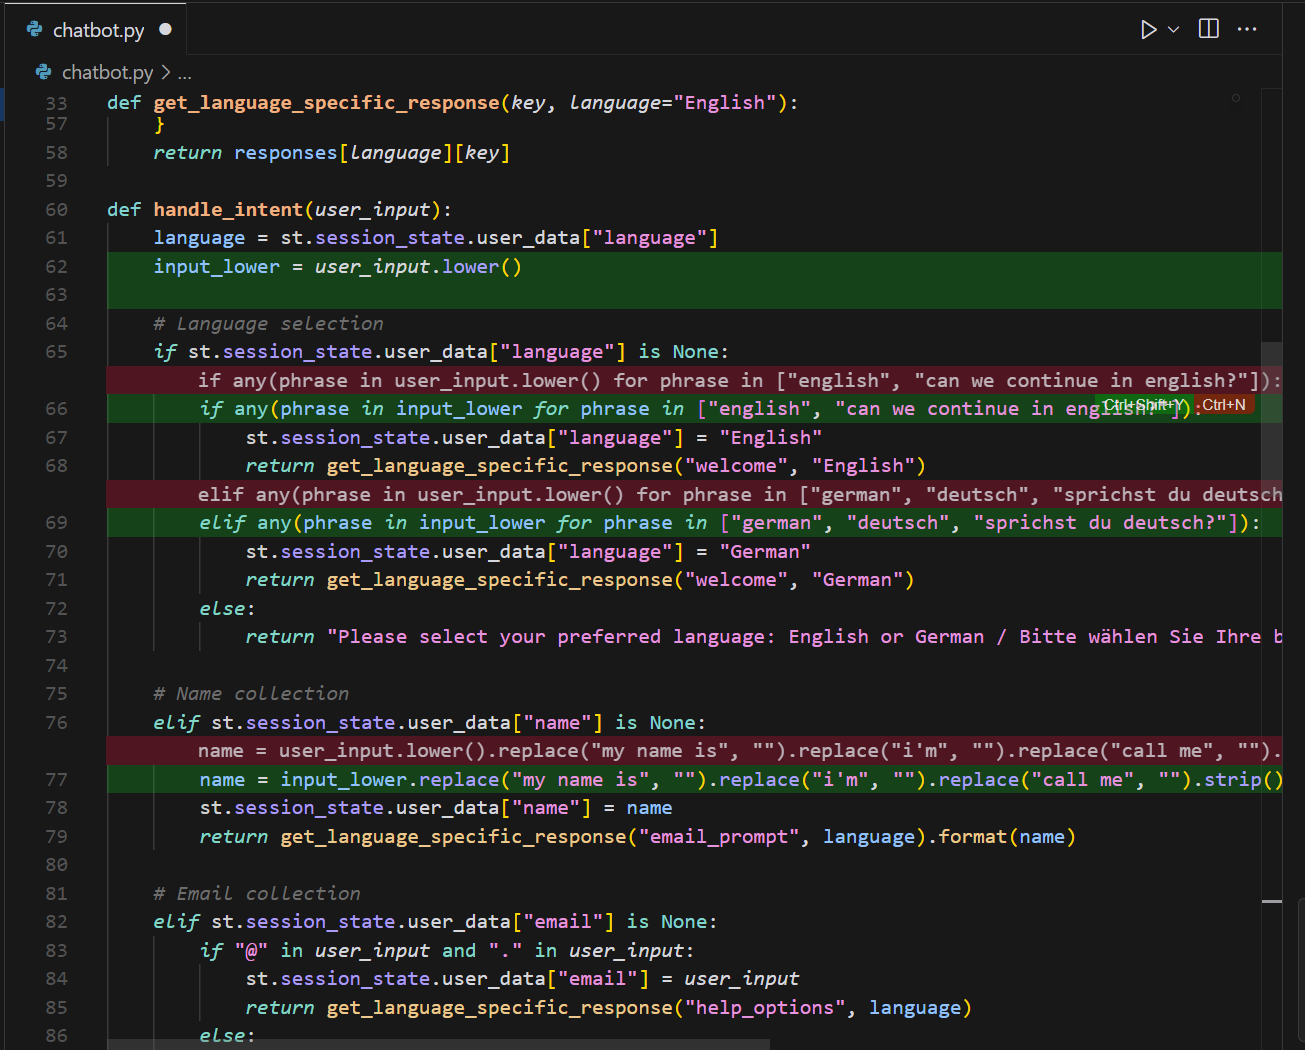 chatbot.py
chatbot.py > ...
33 def get_language_specific_response(key, language="English"):
57 }
58 return responses[language][key]
59
60 def handle_intent(user_input):
61 language = st.session_state.user_data["language"]
62 input_lower = user_input.lower()
63
64 # Language selection
65 if st.session_state.user_data["language"] is None:
if any(phrase in user_input.lower() for phrase in ["english", "can we continue in english?"]):
66 if any(phrase in input_lower for phrase in ["english", "can we continue in english?"]):
Ctrl+Shift+Y Ctrl+N
67 st.session_state.user_data["language"] = "English"
68 return get_language_specific_response("welcome", "English")
elif any(phrase in user_input.lower() for phrase in ["german", "deutsch", "sprichst du deutsch
69 elif any(phrase in input_lower for phrase in ["german", "deutsch", "sprichst du deutsch?"]):
70 st.session_state.user_data["language"] = "German"
71 return get_language_specific_response("welcome", "German")
72 else:
73 return "Please select your preferred language: English or German / Bitte wählen Sie Ihre b
74
75 # Name collection
76 elif st.session_state.user_data["name"] is None:
name = user_input.lower().replace("my name is", "").replace("i'm", "").replace("call me", "").
77 name = input_lower.replace("my name is", "").replace("i'm", "").replace("call me", "").strip()
78 st.session_state.user_data["name"] = name
79 return get_language_specific_response("email_prompt", language).format(name)
80
81 # Email collection
82 elif st.session_state.user_data["email"] is None:
83 if "@" in user_input and "." in user_input:
84 st.session_state.user_data["email"] = user_input
85 return get_language_specific_response("help_options", language)
86 else: